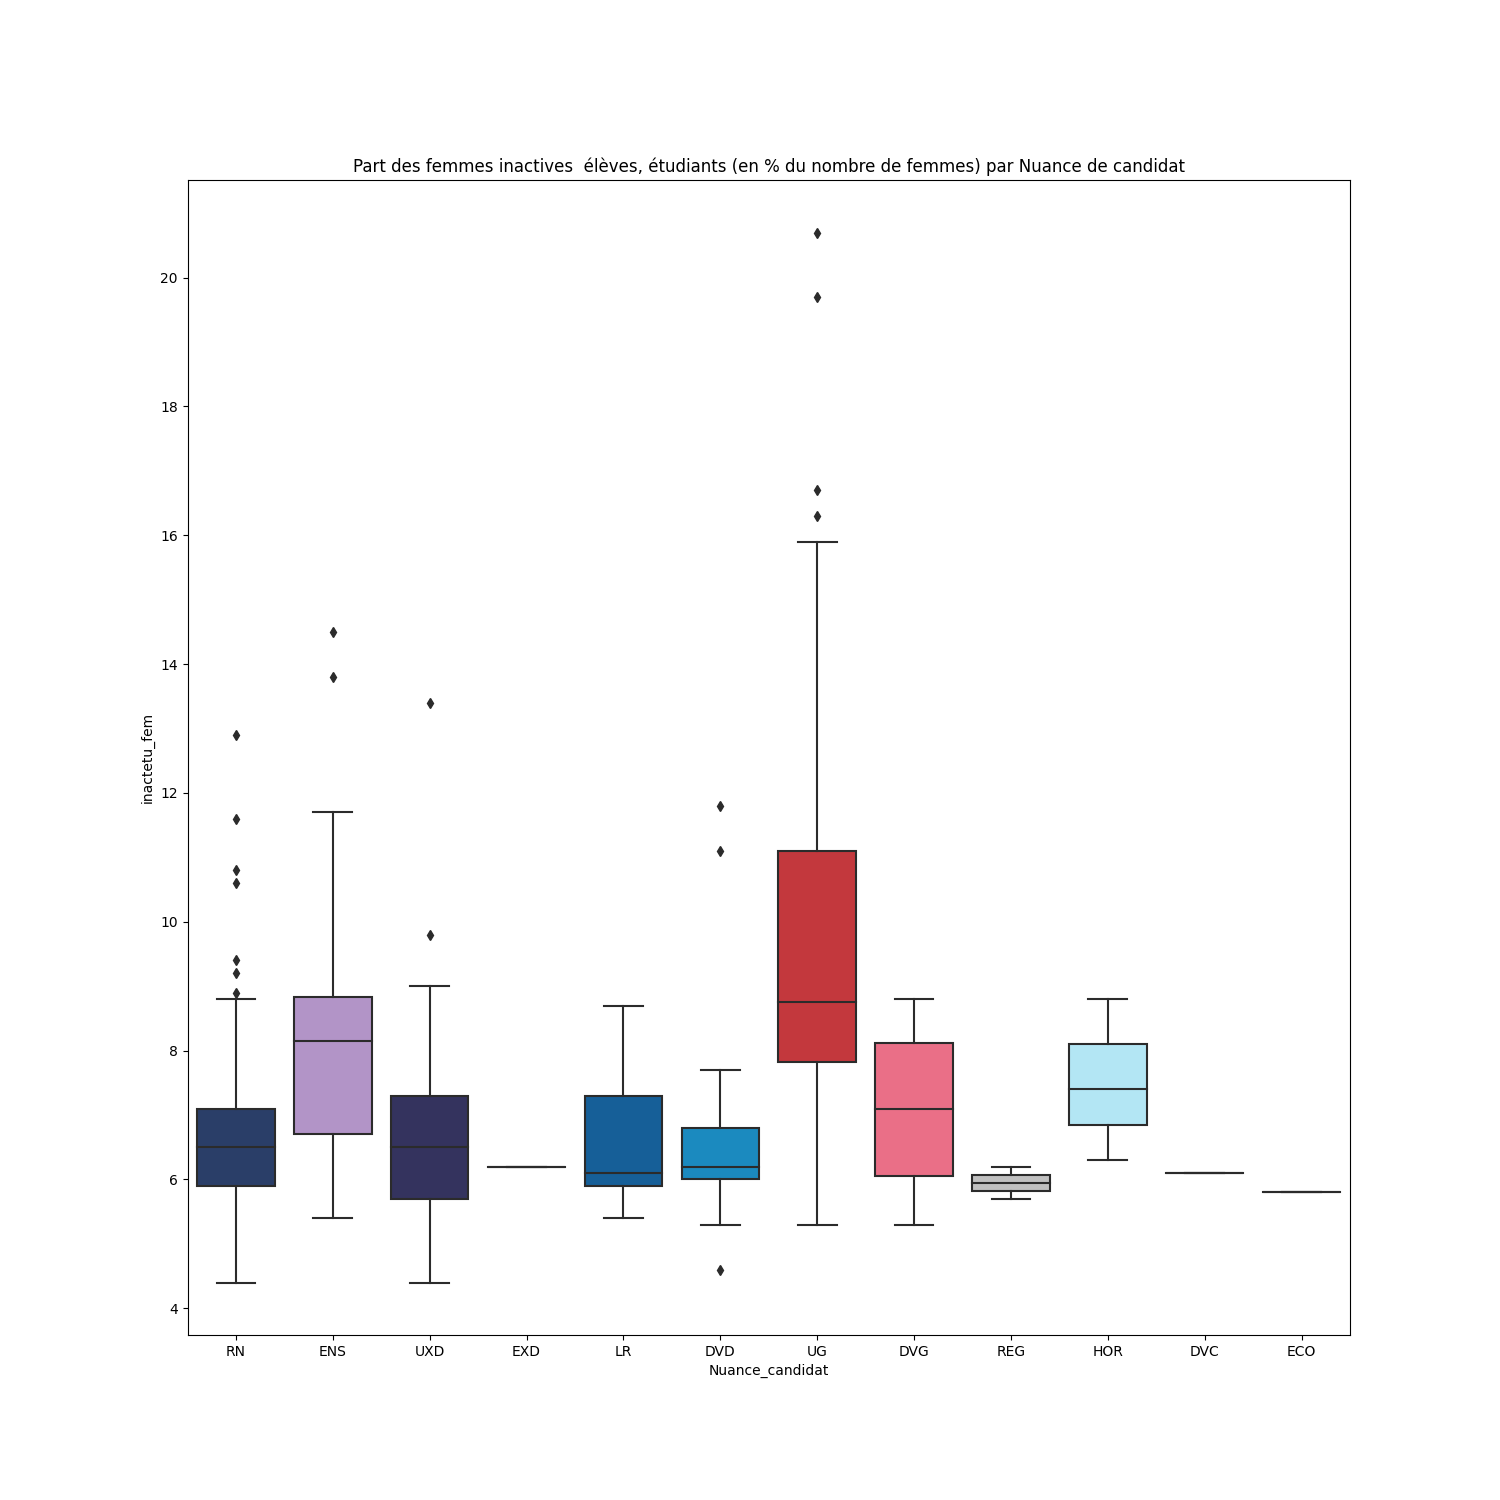 Part des femmes inactives  élèves, étudiants (en % du nombre de femmes) par Nuance de candidat
inactetu_fem
20
18
16
14
12
10
8
6
4
RN ENS UXD EXD LR DVD UG DVG REG HOR DVC ECO
Nuance_candidat